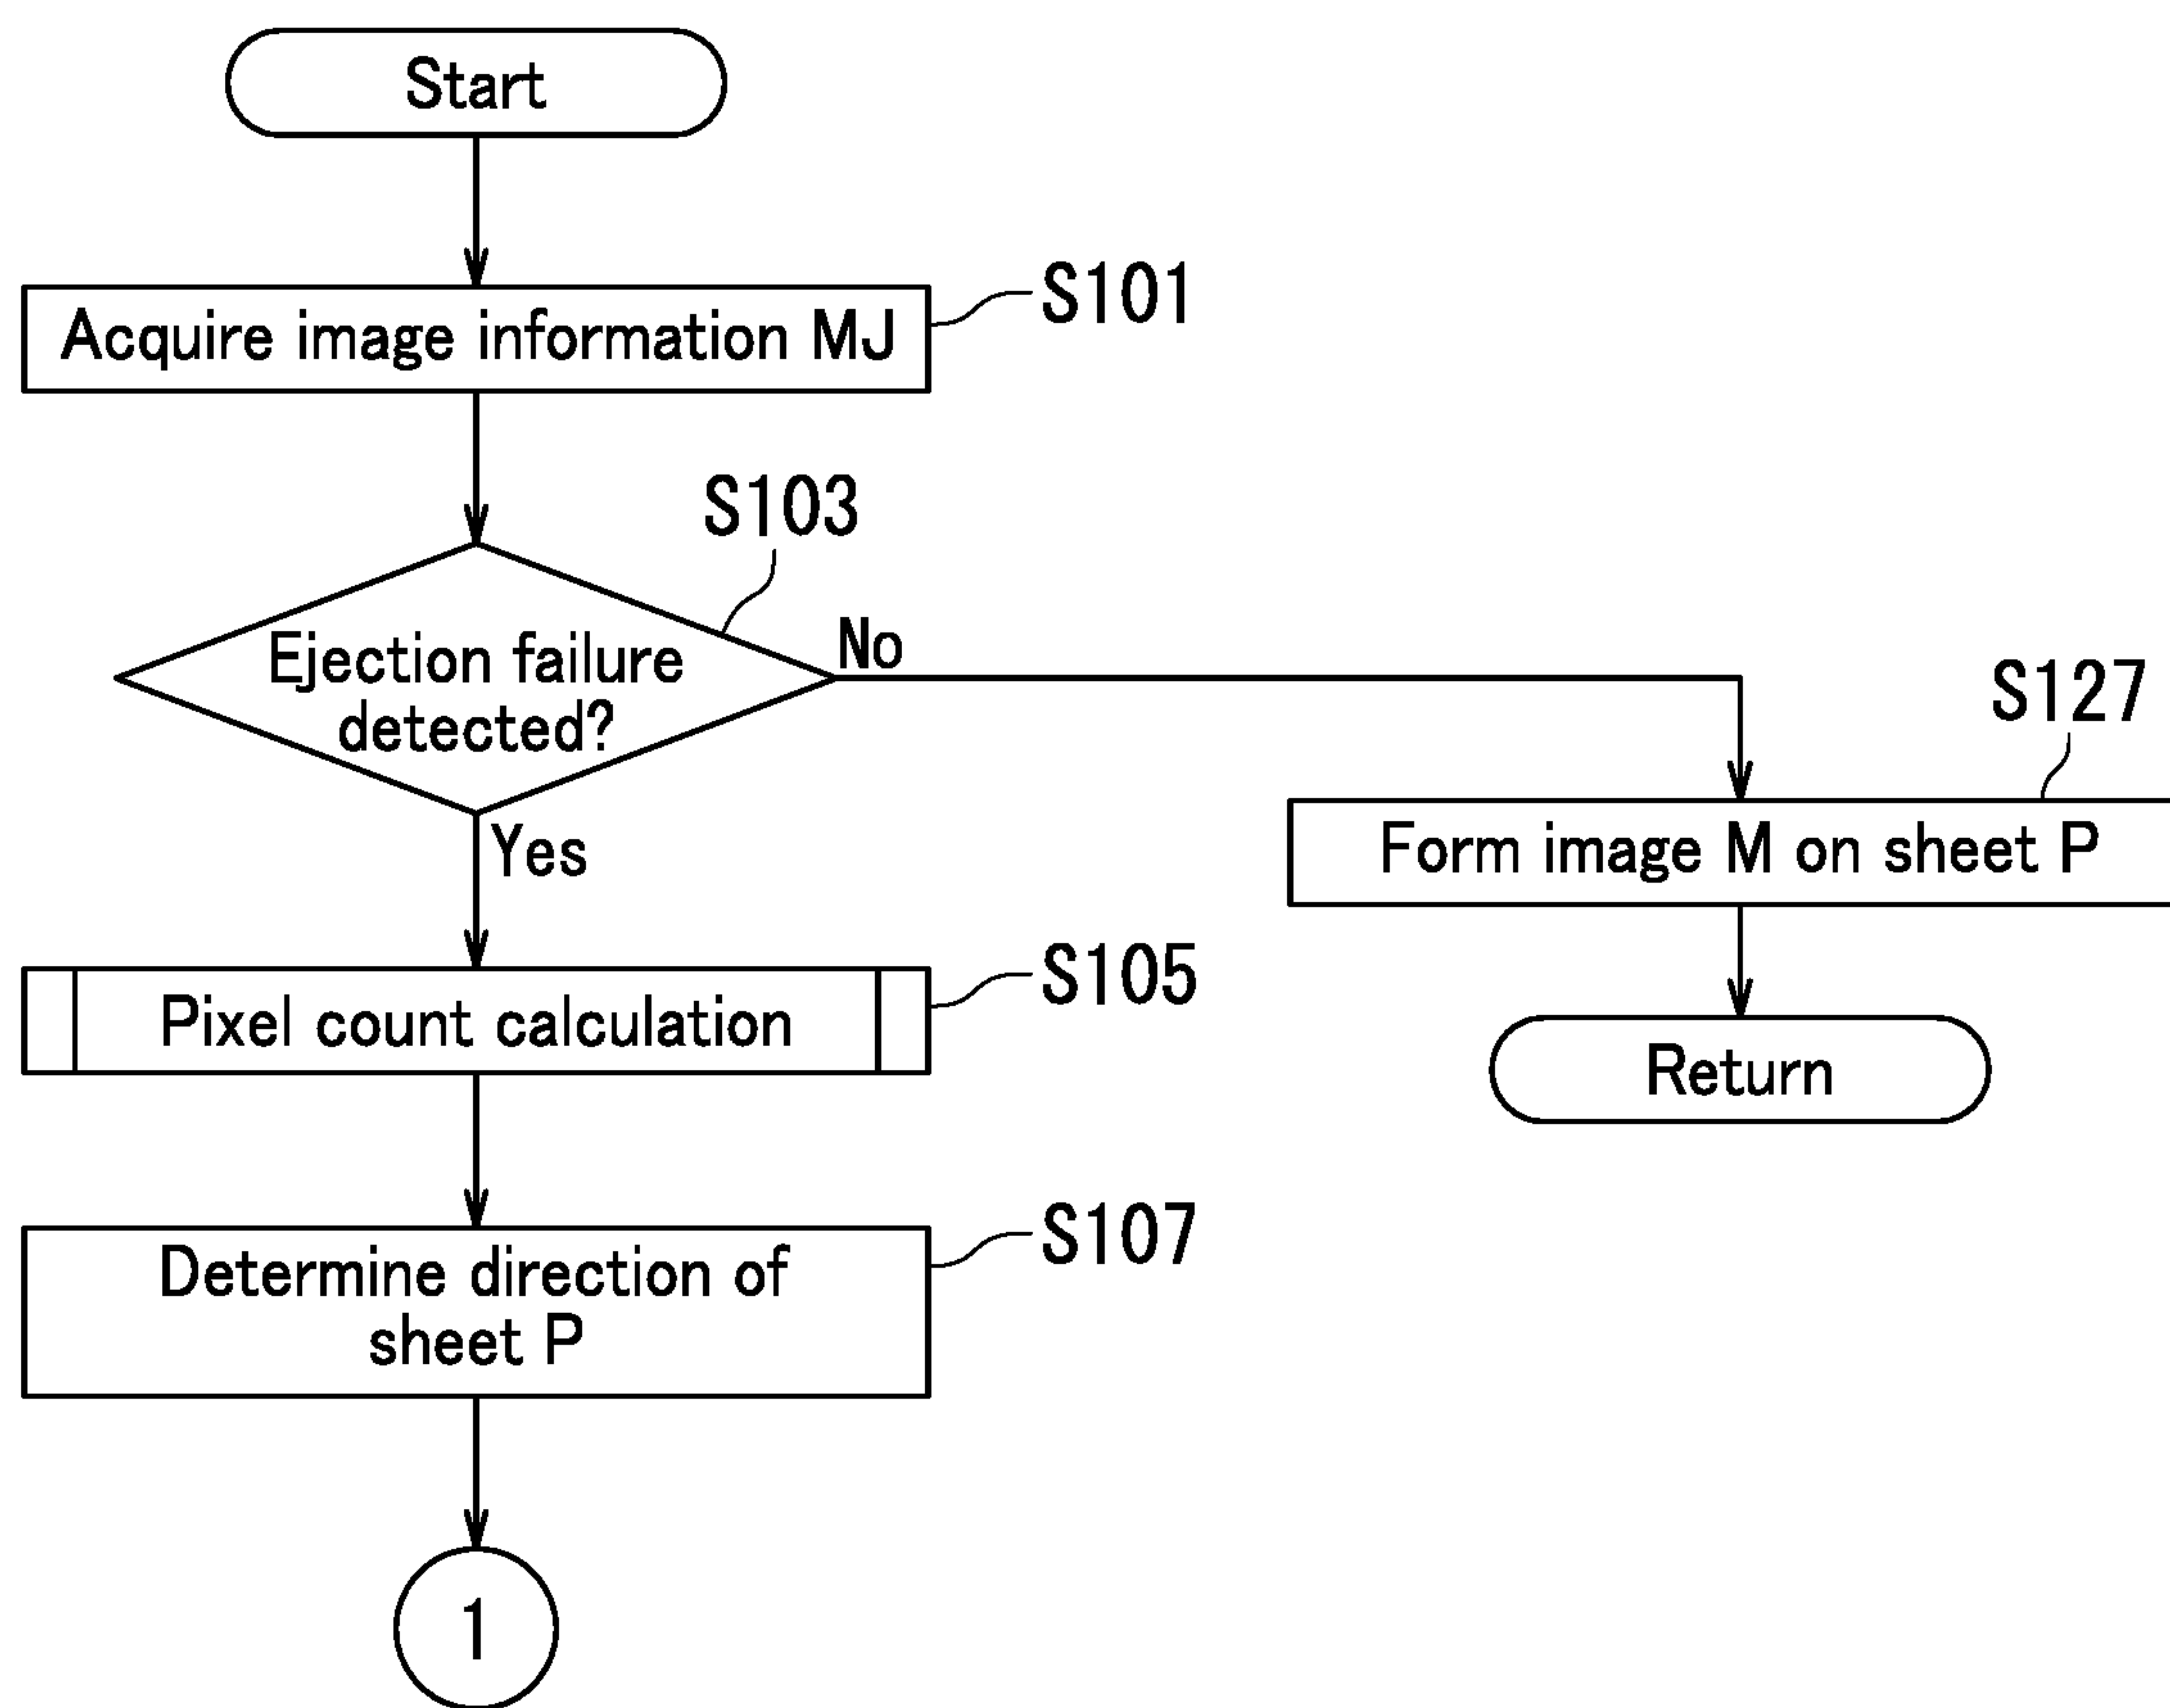 Start
Acquire image information MJ
S101
S103
Ejection failure
detected?
No
Yes
S127
Form image M on sheet P
Return
Pixel count calculation
S105
Determine direction of
sheet P
S107
1